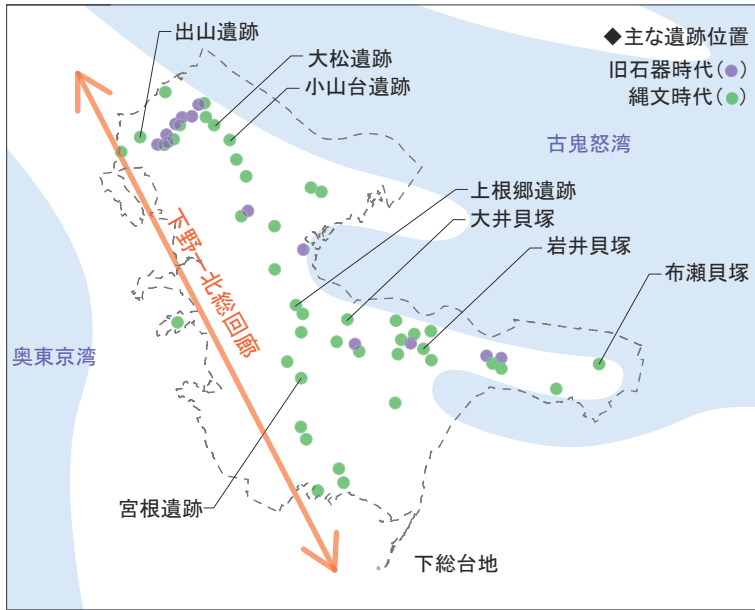 ◆主な遺跡位置
旧石器時代(●)
縄文時代(●)
出山遺跡
大松遺跡
小山台遺跡
古鬼怒湾
上根郷遺跡
大井貝塚
岩井貝塚
布瀬貝塚
下野―北総回廊
奥東京湾
宮根遺跡
下総台地